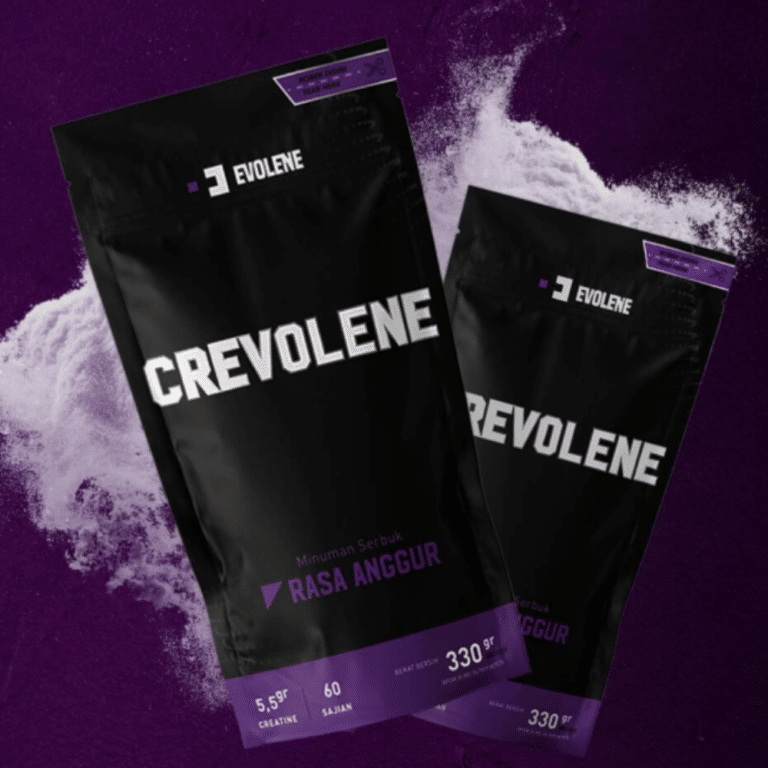 EVOLENE
CREVOLENE
Minuman Serbuk
RASA ANGGUR
5,5gr
CREATINE
60
SAJIAN
BERAT BERSIH
330 gr
EVOLENE
REVOLENE
Serbuk
NGGUR
BERAT BERSIH
330 gr